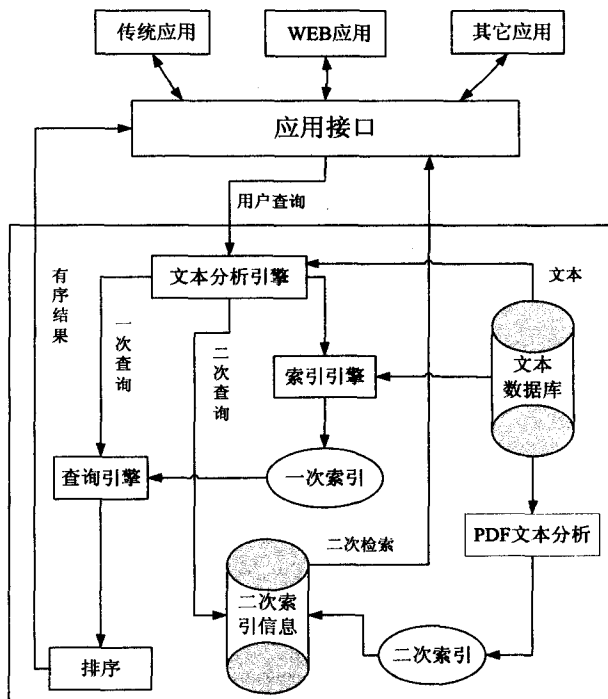 传统应用
WEB应用
其它应用
应用接口
用户查询
有序结果
文本分析引擎
文本
一次查询
二次查询
索引引擎
文本
数据库
查询引擎
一次索引
PDF文本分析
二次检索
二次索
引信息
二次索引
排序